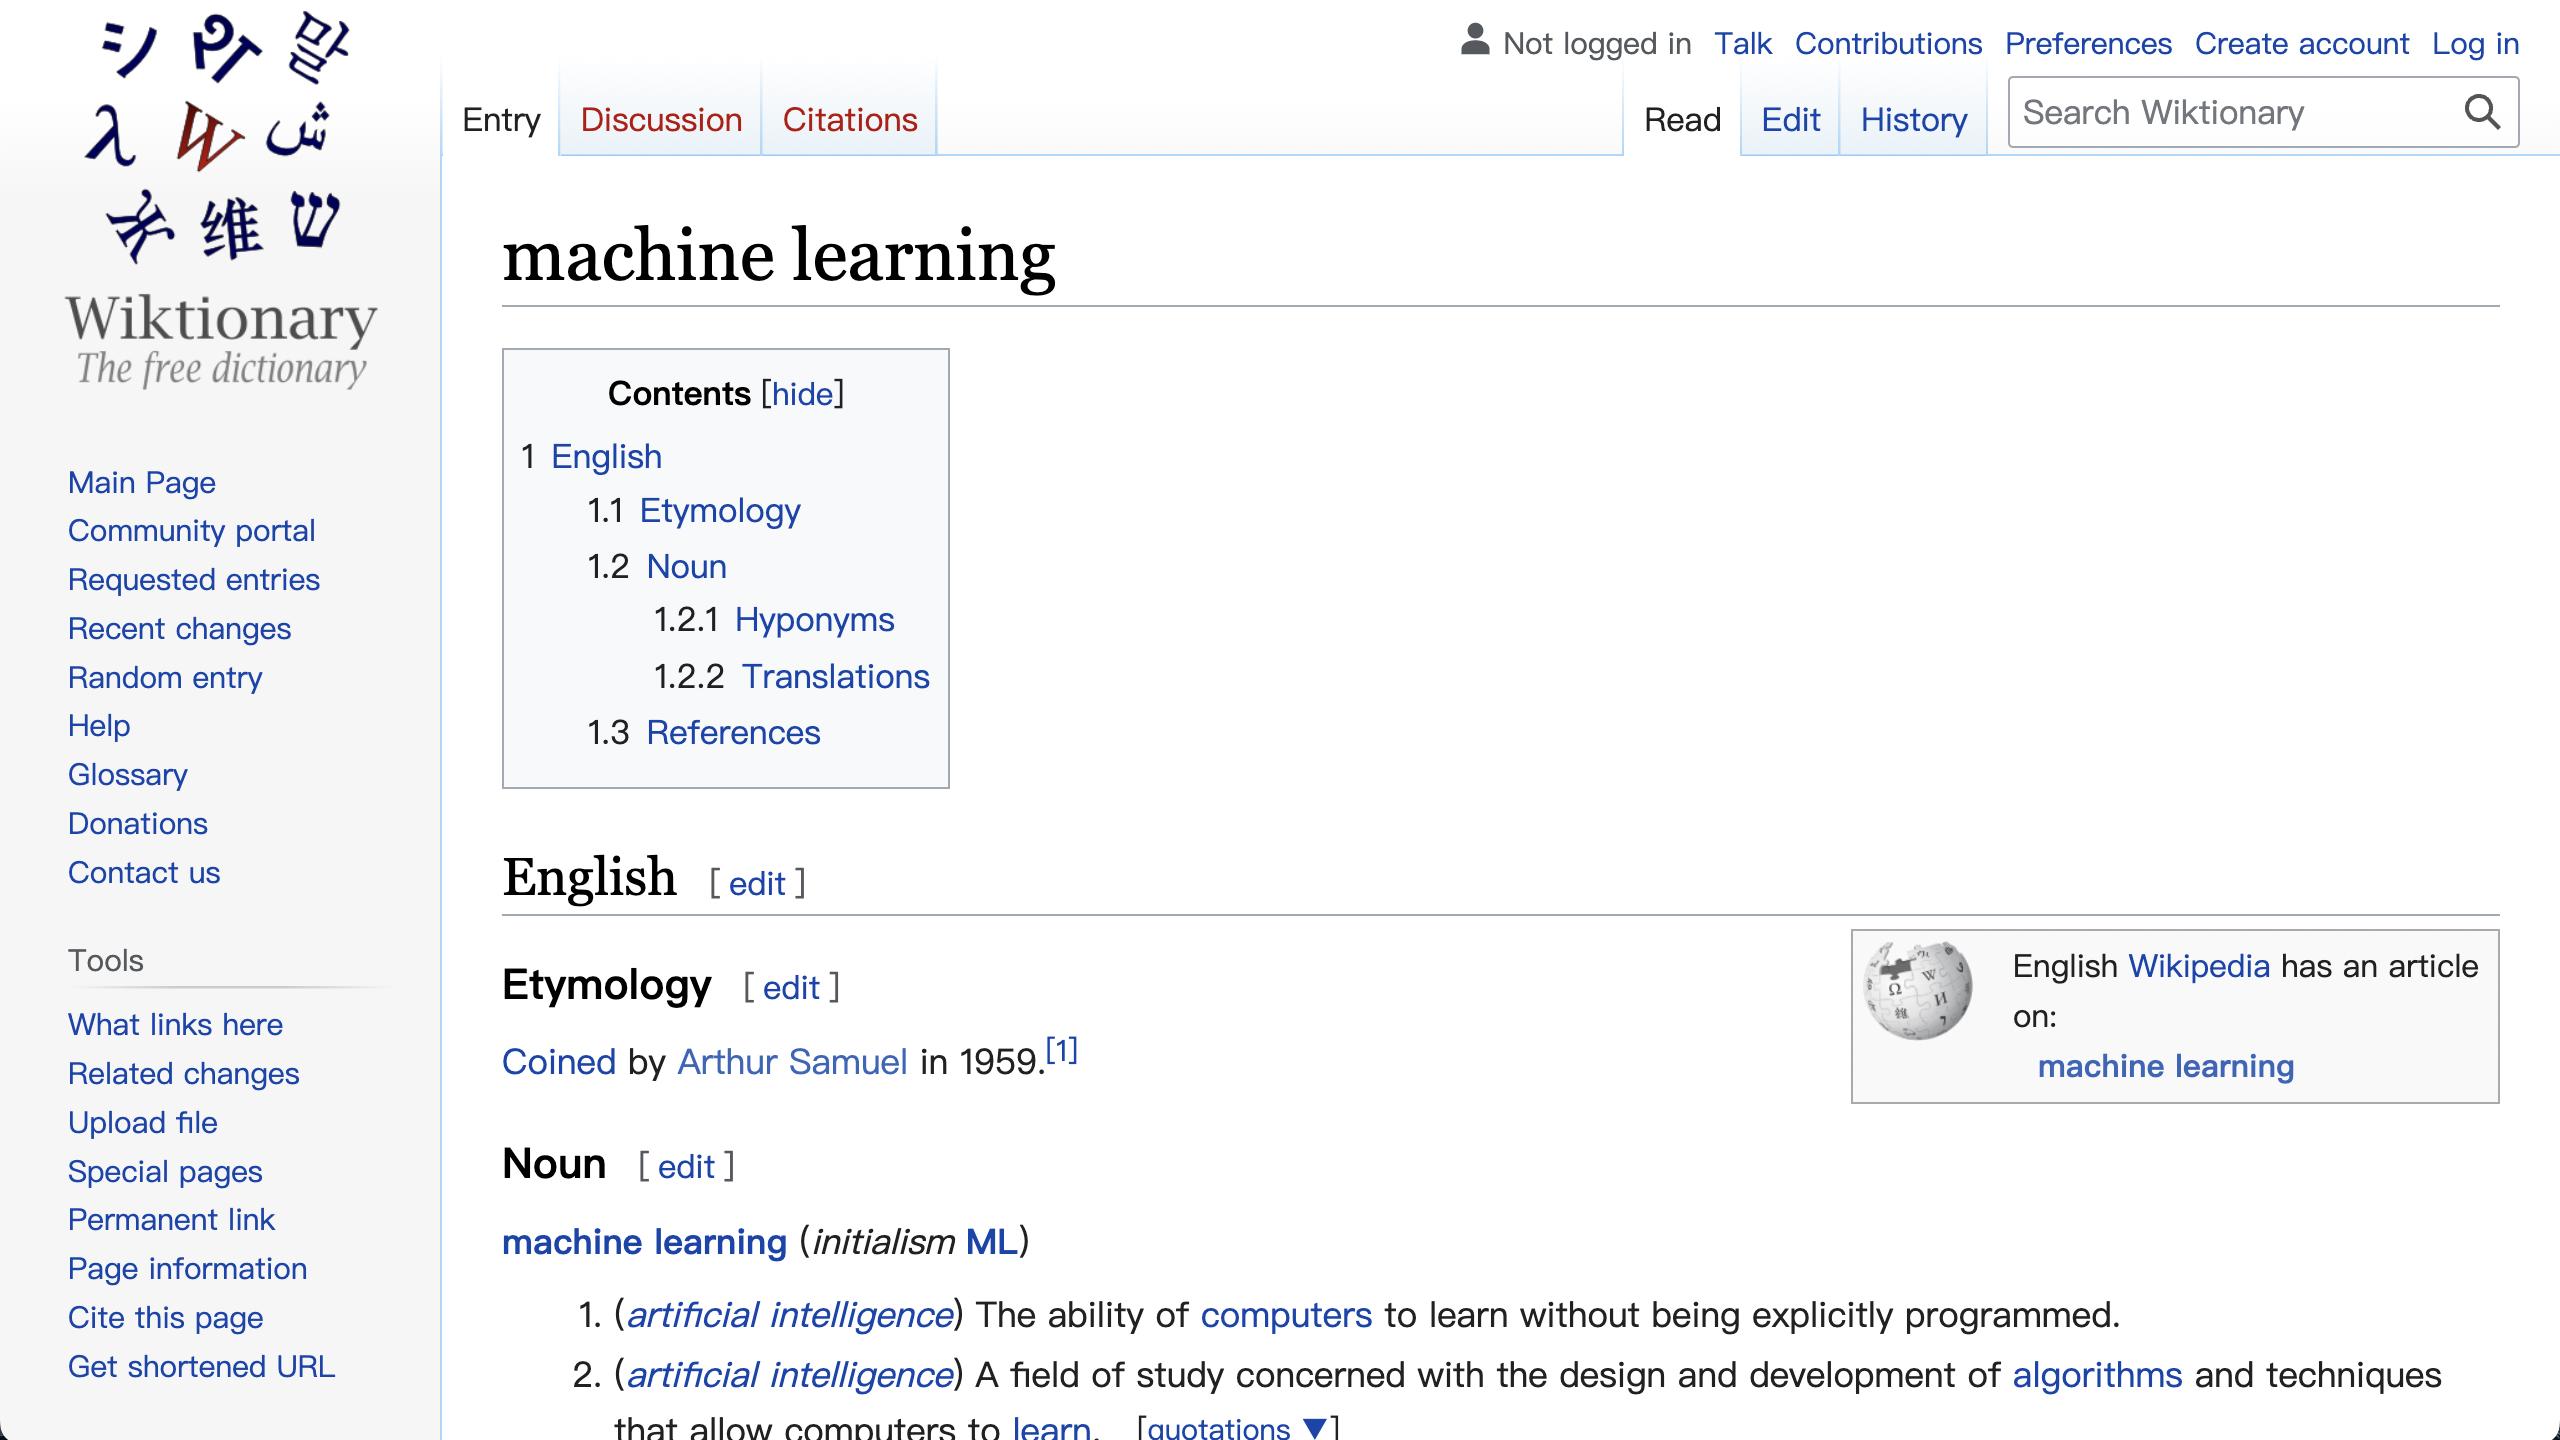 シ 말
λ W ش
维 ש
Wiktionary
The free dictionary
Main Page
Community portal
Requested entries
Recent changes
Random entry
Help
Glossary
Donations
Contact us
Tools
What links here
Related changes
Upload file
Special pages
Permanent link
Page information
Cite this page
Get shortened URL
Not logged in Talk Contributions Preferences Create account Log in
Entry Discussion Citations Read Edit History Search Wiktionary
machine learning
Contents [hide]
1 English
1.1 Etymology
1.2 Noun
1.2.1 Hyponyms
1.2.2 Translations
1.3 References
English [ edit ]
English Wikipedia has an article
on:
machine learning
Etymology [ edit ]
Coined by Arthur Samuel in 1959.[1]
Noun [ edit ]
machine learning (initialism ML)
1. (artificial intelligence) The ability of computers to learn without being explicitly programmed.
2. (artificial intelligence) A field of study concerned with the design and development of algorithms and techniques
that allow computers to learn. [quotations ▼]